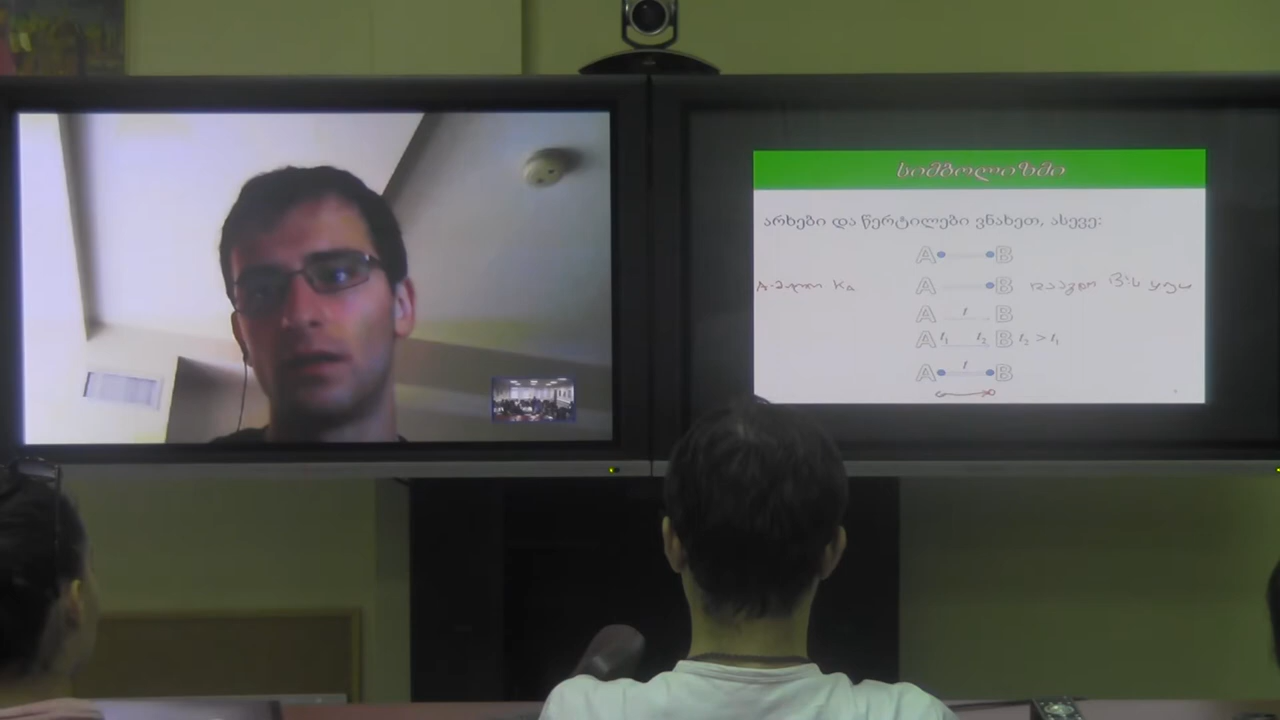 სიმბოლიზმი
არხები და წერტილები ვნახეთ, ასევე:
A B
A B
A t B
A t₁ t₂ B t₂ > t₁
A t B